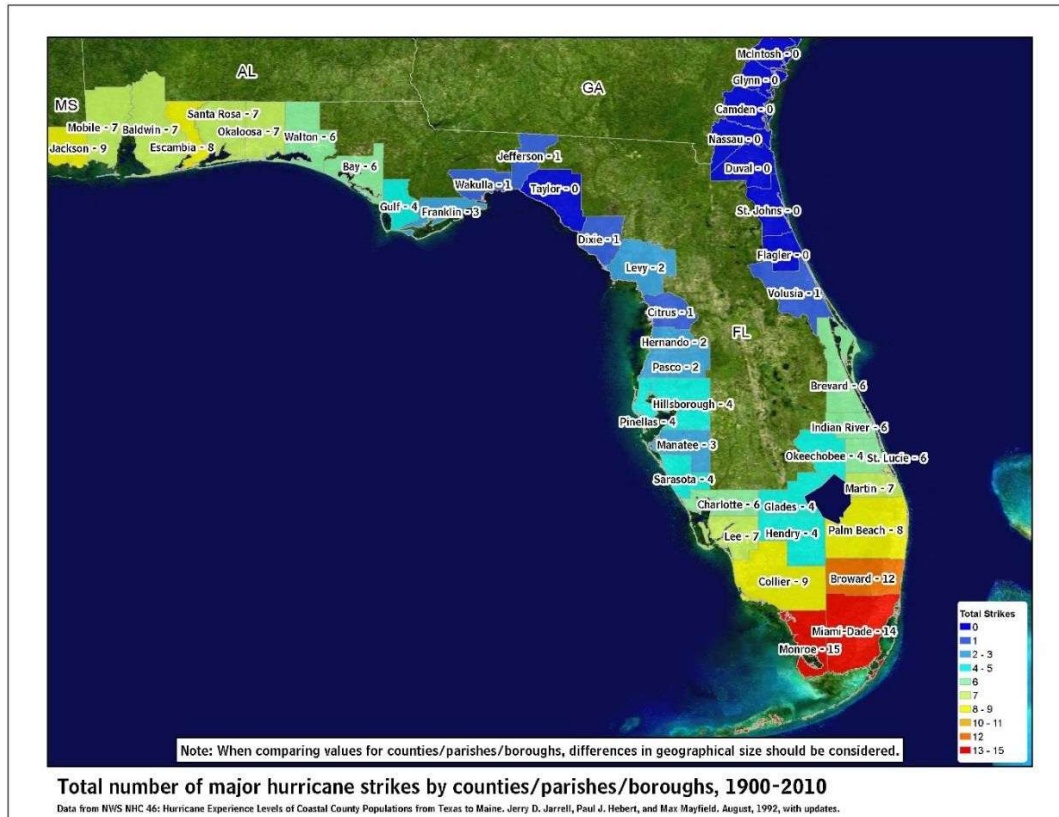 McIntosh - 0
Glynn - 0
AL
GA
Camden - 0
MS
Santa Rosa - 7
Mobile - 7
Baldwin - 7
Okaloosa - 7
Walton - 6
Nassau - 0
Jackson - 9
Escambia - 8
Jefferson - 1
Bay - 6
Duval - 0
Wakulla - 1
Taylor - 0
Gulf - 4
Franklin - 3
St. Johns - 0
Dixie - 1
Flagler - 0
Levy - 2
Volusia - 1
Citrus - 1
FL
Hernando - 2
Pasco - 2
Brevard - 6
Hillsborough - 4
Pinellas - 4
Indian River - 6
Manatee - 3
Okeechobee - 4
St. Lucie - 6
Sarasota - 4
Martin - 7
Charlotte - 6
Glades - 4
Palm Beach - 8
Lee - 7
Hendry - 4
Collier - 9
Broward - 12
Miami-Dade - 14
Monroe - 15
Total Strikes
0
1
2 - 3
4 - 5
6
7
8 - 9
10 - 11
12
13 - 15
Note: When comparing values for counties/parishes/boroughs, differences in geographical size should be considered.
Total number of major hurricane strikes by counties/parishes/boroughs, 1900-2010
Data from NWS NHC 46: Hurricane Experience Levels of Coastal County Populations from Texas to Maine. Jerry D. Jarrell, Paul J. Hebert, and Max Mayfield. August, 1992, with updates.